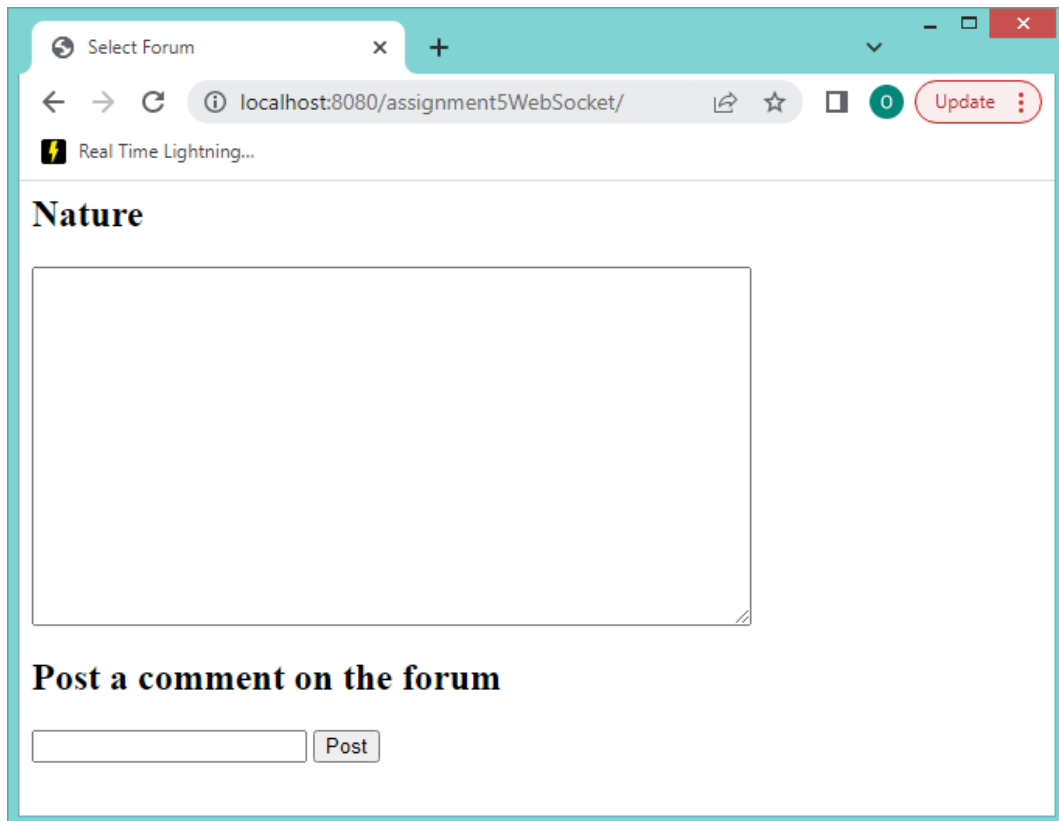 Select Forum
localhost:8080/assignment5WebSocket/
O
Update
Real Time Lightning...
Nature
Post a comment on the forum
Post